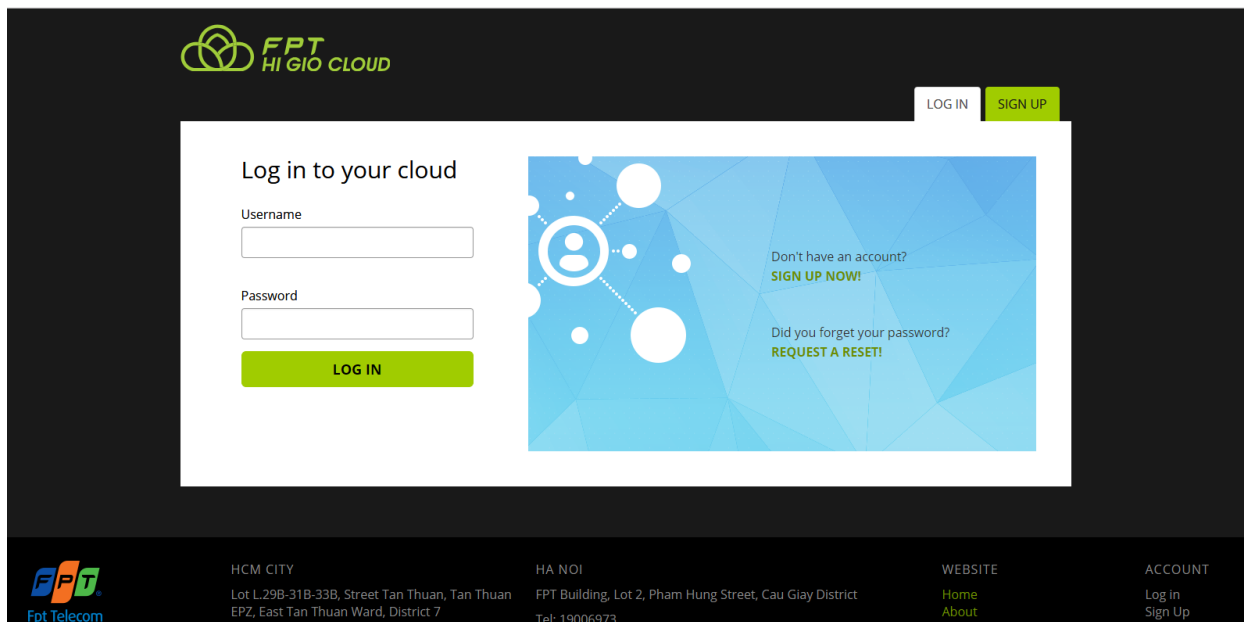 FPT
HI GIO CLOUD
LOG IN
SIGN UP
Log in to your cloud
Username
Password
LOG IN
Don't have an account?
SIGN UP NOW!
Did you forget your password?
REQUEST A RESET!
FPT
Fpt Telecom
HCM CITY
Lot L.29B-31B-33B, Street Tan Thuan, Tan Thuan
EPZ, East Tan Thuan Ward, District 7
HA NOI
FPT Building, Lot 2, Pham Hung Street, Cau Giay District
Tel: 19006973
WEBSITE
Home
About
ACCOUNT
Log in
Sign Up